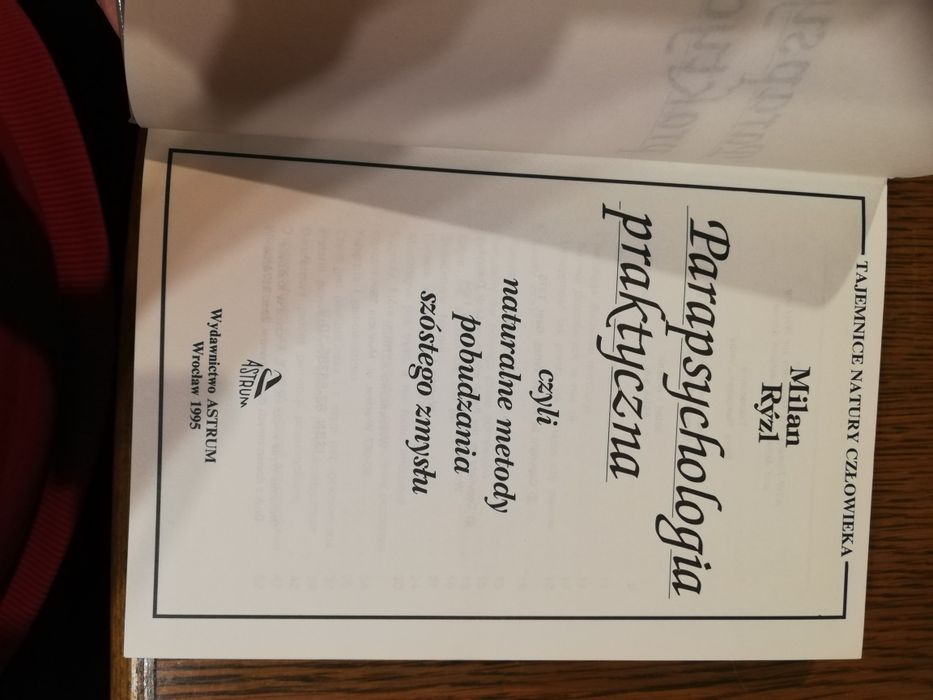 TAJEMNICE NATURY CZŁOWIEKA
Milan
Rýzl
Parapsychologia
praktyczna
czyli
naturalne metody
pobudzania
szóstego zmysłu
ASTRUM
Wydawnictwo ASTRUM
Wrocław 1995